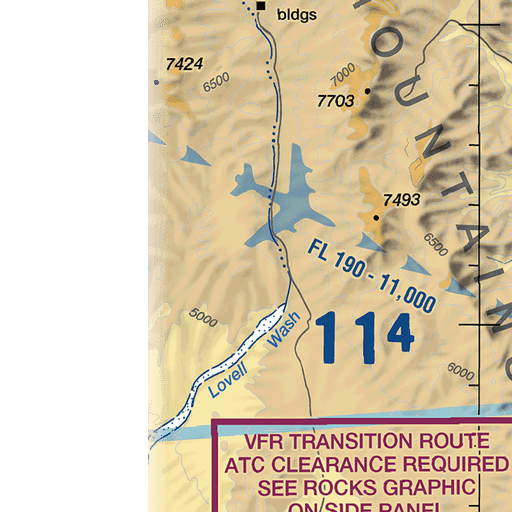 bldgs
7424
6500
7000
7703
OUNTAIN
7493
6500
FL 190 - 11,000
5000
Lovell Wash
11⁴
6000
VFR TRANSITION ROUTE
ATC CLEARANCE REQUIRED
SEE ROCKS GRAPHIC
ON SIDE PANEL